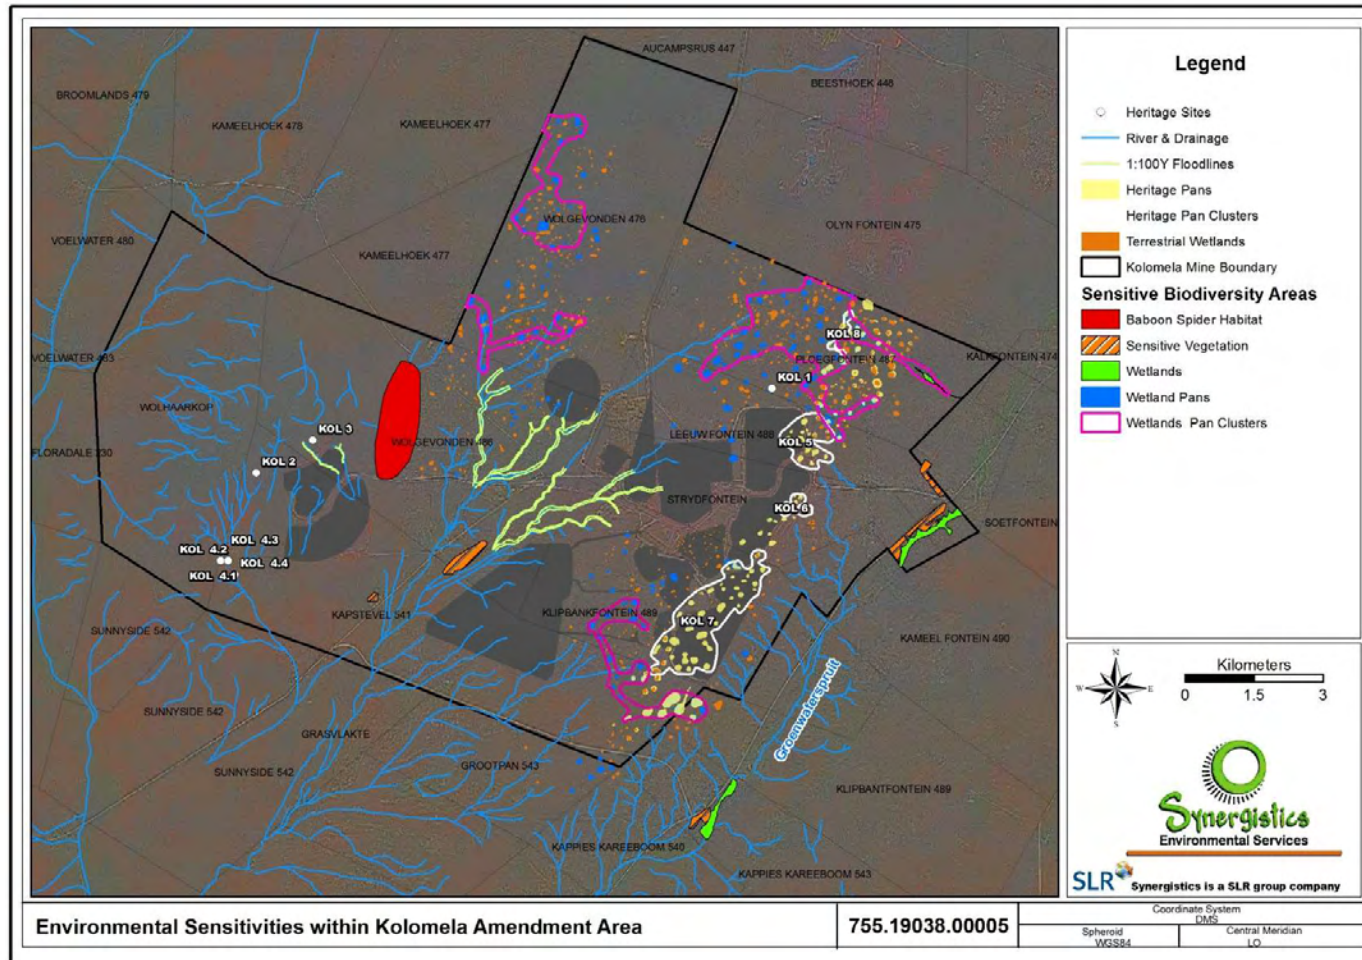 AUCAMPSRUS 447
BEESTHOEK 448
BROOMLANDS 479
KAMEELHOEK 478
KAMEELHOEK 477
WOLGEVONDEN 476
OLYN FONTEIN 475
VOELWATER 480
KAMEELHOEK 477
KOL 8
PLOEGFONTEIN 487
KALKFONTEIN 474
VOELWATER 483
KOL 1
WOLHAARKOP
KOL 3
WOLGEVONDEN 486
LEEUW FONTEIN 488
KOL 5
FLORADALE 230
KOL 2
STRYDFONTEIN
KOL 6
SOETFONTEIN
KOL 4.3
KOL 4.2
KOL 4.4
KOL 4.1
KAPSTEVEL 541
KLIPBANKFONTEIN 489
KOL 7
SUNNYSIDE 542
KAMEEL FONTEIN 490
Groenwaterspruit
SUNNYSIDE 542
GRASVLAKTE
SUNNYSIDE 542
GROOTPAN 543
KLIPBANTFONTEIN 489
KAPPIES KAREEBOOM 540
KAPPIES KAREEBOOM 543
Legend
Heritage Sites
River & Drainage
1:100Y Floodlines
Heritage Pans
Heritage Pan Clusters
Terrestrial Wetlands
Kolomela Mine Boundary
Sensitive Biodiversity Areas
Baboon Spider Habitat
Sensitive Vegetation
Wetlands
Wetland Pans
Wetlands Pan Clusters
N
W E
S
Kilometers
0 1.5 3
Synergistics
Environmental Services
SLR Synergistics is a SLR group company
Environmental Sensitivities within Kolomela Amendment Area
755.19038.00005
Coordinate System
DMS
Spheroid
WGS84
Central Meridian
LO